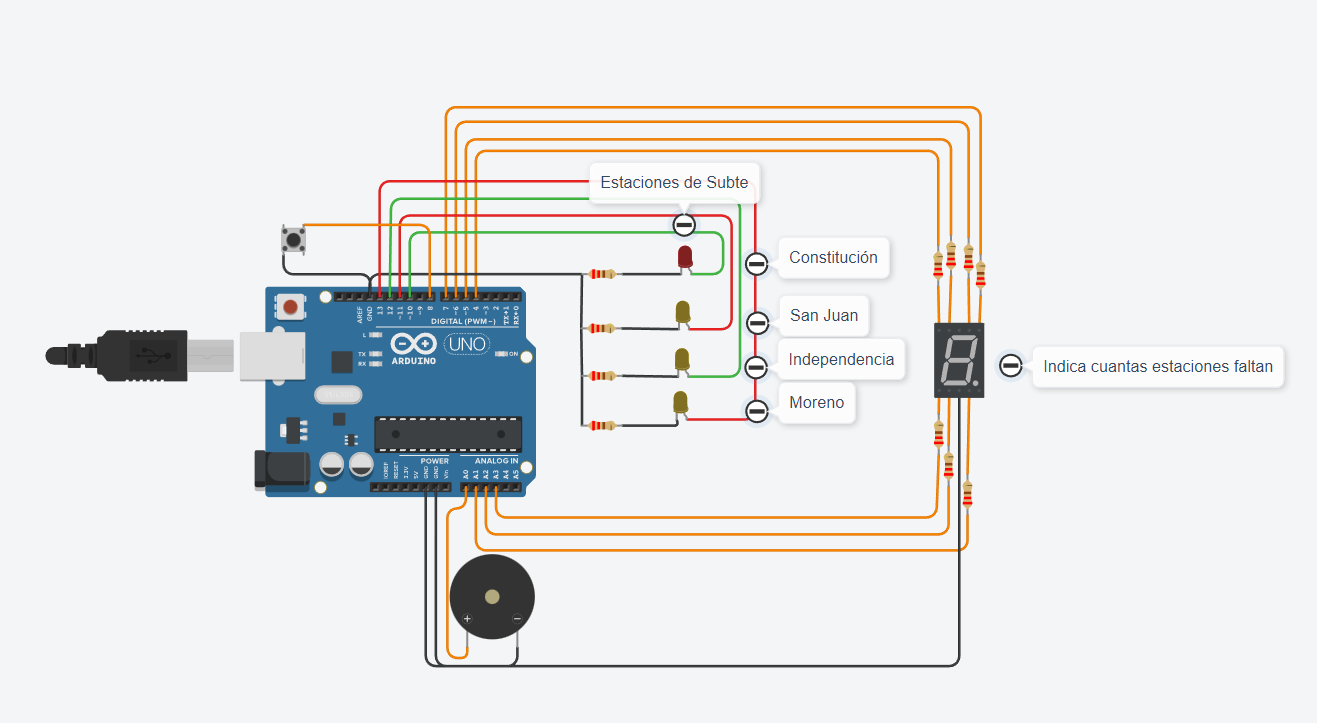 Estaciones de Subte
Constitución
San Juan
Independencia
Moreno
Indica cuantas estaciones faltan
AREF
GND
13
12
~11
~10
~9
8
7
~6
~5
4
~3
2
TX→1
RX←0
DIGITAL (PWM~)
L
TX
RX
UNO
ON
ARDUINO
POWER
ANALOG IN
IOREF
RESET
3.3V
5V
GND
GND
Vin
A0
A1
A2
A3
A4
A5
+
−